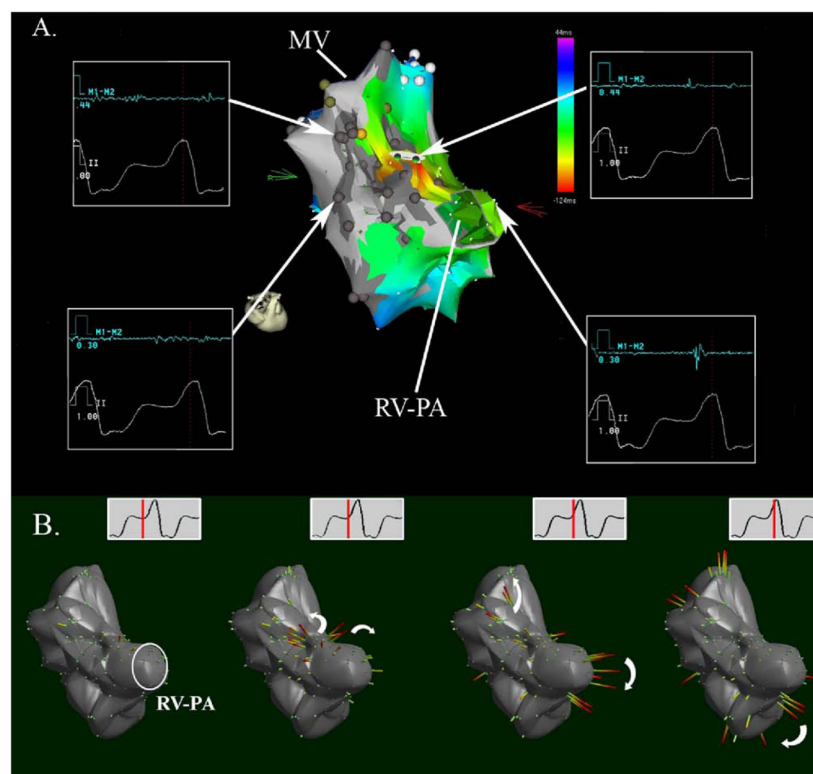 A.
MV
M1-M2
.44
II
.00
44ms
-124ms
M1-M2
0.44
II
1.00
M1-M2
0.30
II
1.00
RV-PA
M1-M2
0.30
II
1.00
B.
RV-PA